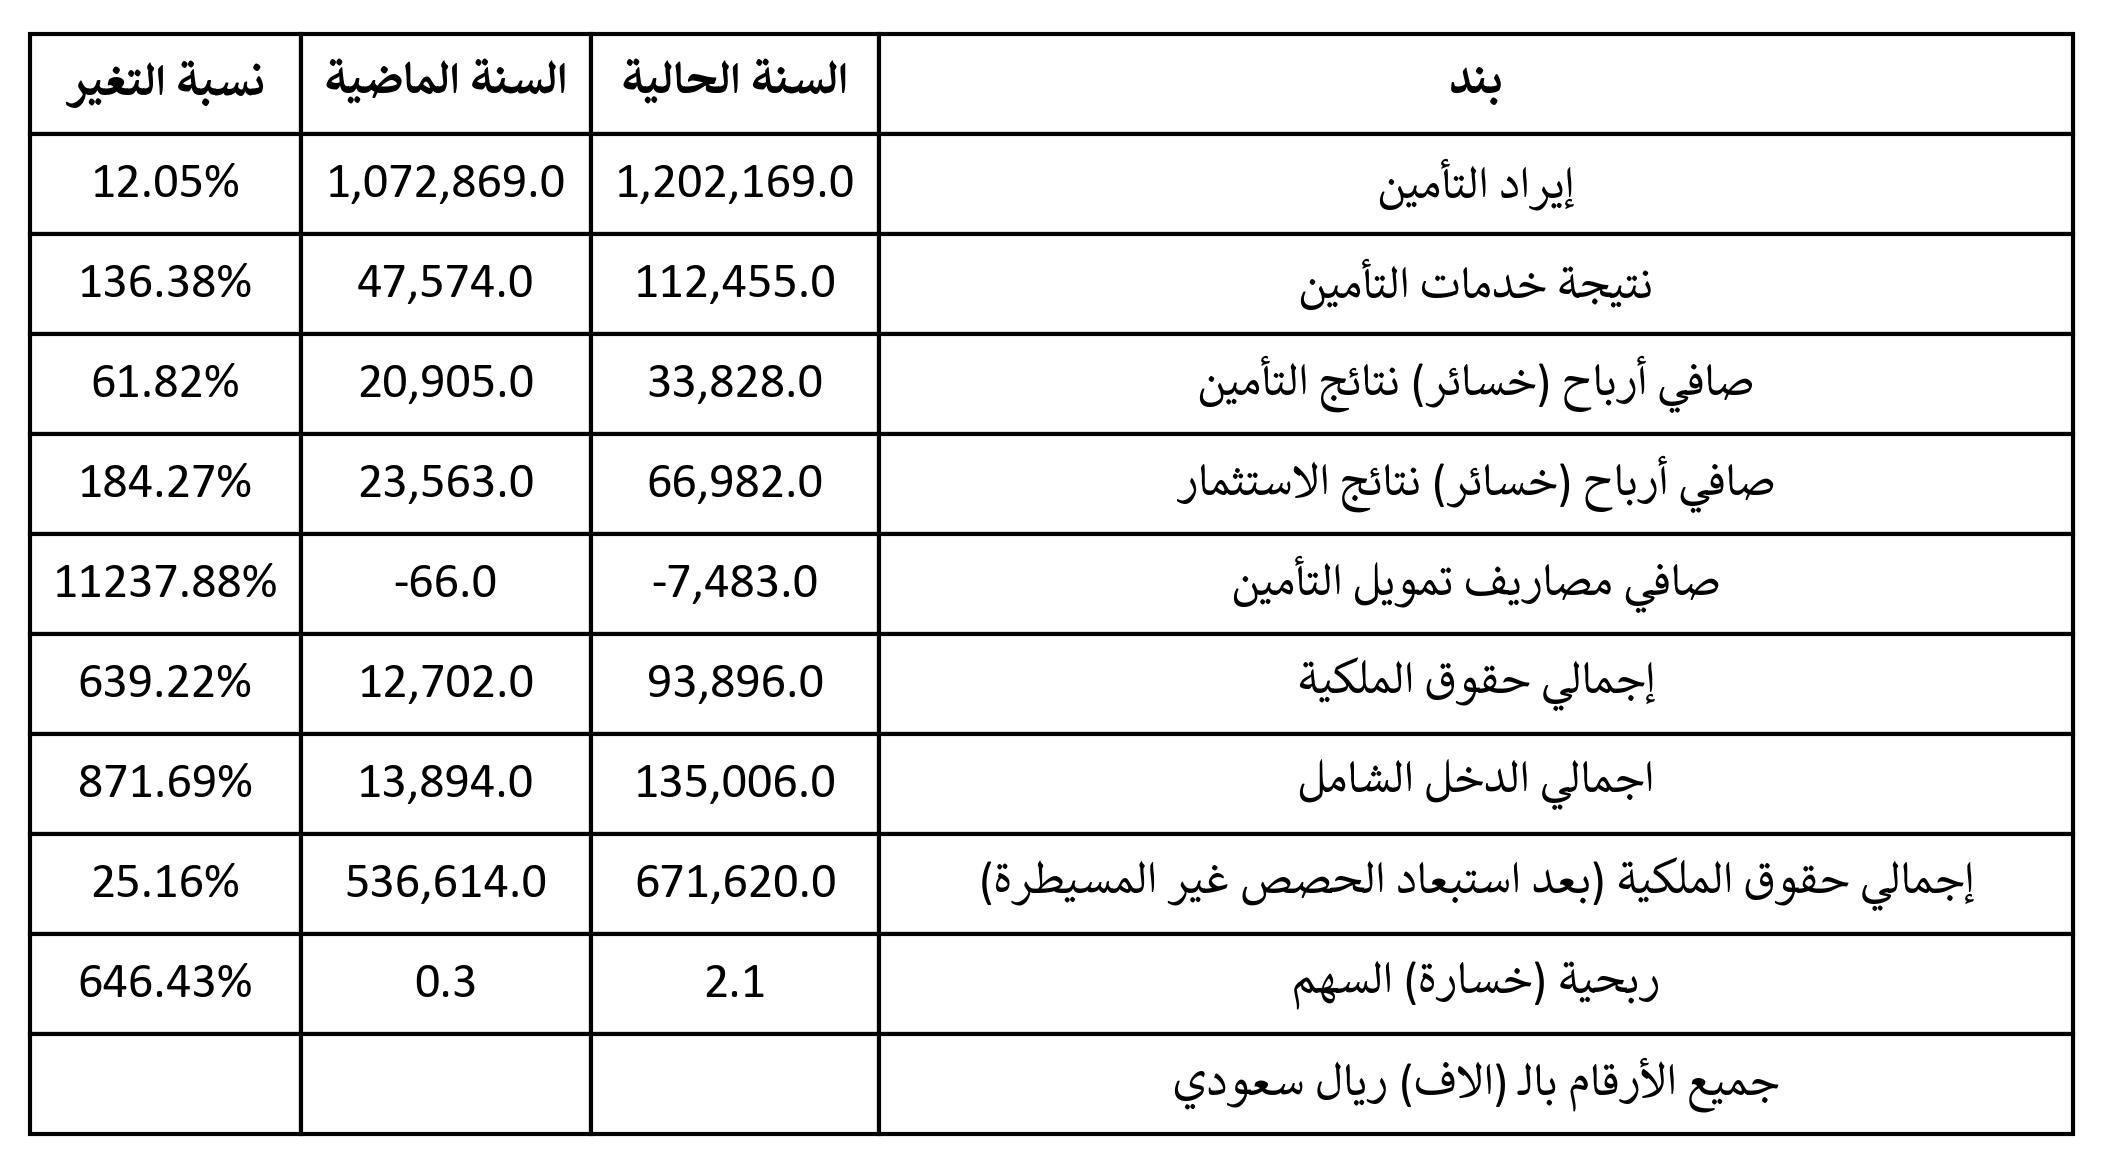 بند السنة الحالية السنة الماضية نسبة التغير
إيراد التأمين 1,202,169.0 1,072,869.0 12.05%
نتيجة خدمات التأمين 112,455.0 47,574.0 136.38%
صافي أرباح (خسائر) نتائج التأمين 33,828.0 20,905.0 61.82%
صافي أرباح (خسائر) نتائج الاستثمار 66,982.0 23,563.0 184.27%
صافي مصاريف تمويل التأمين -7,483.0 -66.0 11237.88%
إجمالي حقوق الملكية 93,896.0 12,702.0 639.22%
اجمالي الدخل الشامل 135,006.0 13,894.0 871.69%
إجمالي حقوق الملكية (بعد استبعاد الحصص غير المسيطرة) 671,620.0 536,614.0 25.16%
ربحية (خسارة) السهم 2.1 0.3 646.43%
جميع الأرقام بالـ (الاف) ريال سعودي